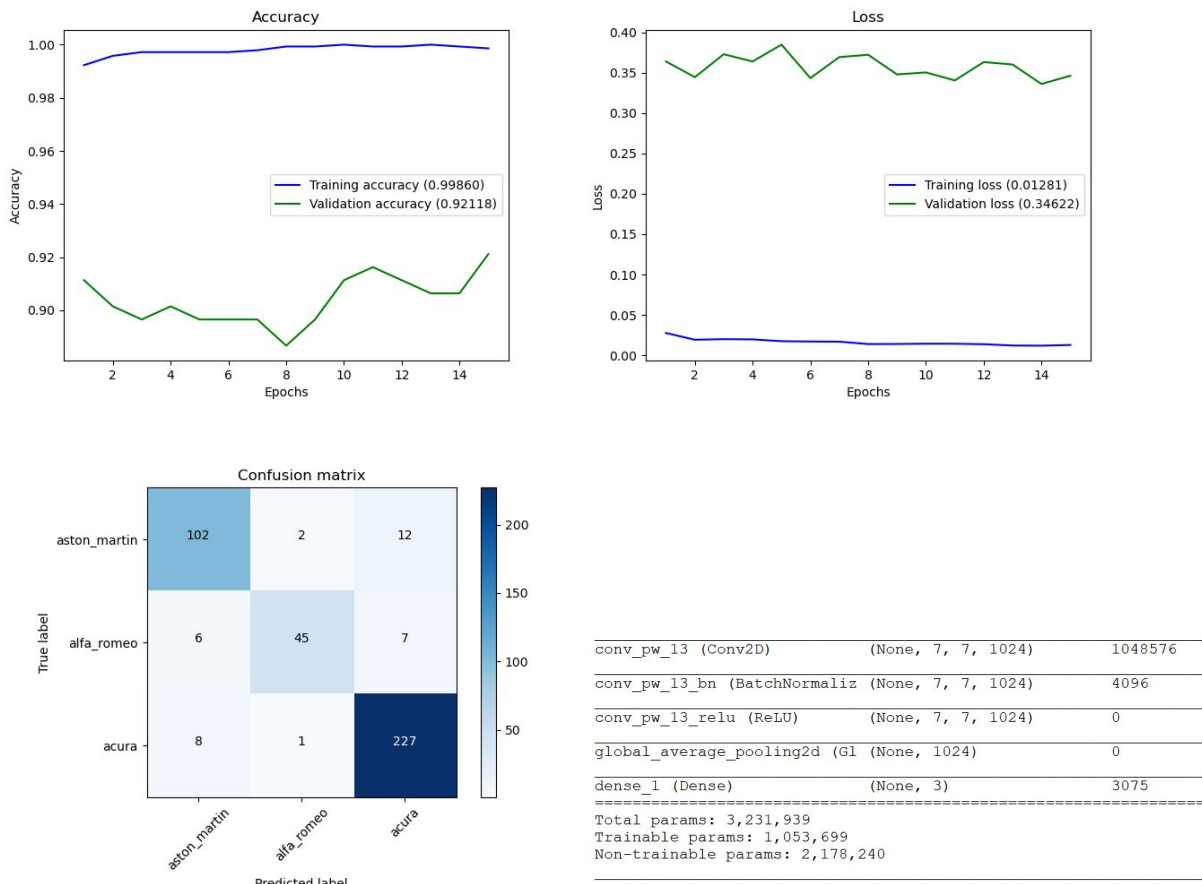 Accuracy
1.00
0.98
0.96
0.94
0.92
0.90
Accuracy
Training accuracy (0.99860)
Validation accuracy (0.92118)
2 4 6 8 10 12 14
Epochs
Loss
0.40
0.35
0.30
0.25
0.20
0.15
0.10
0.05
0.00
Loss
Training loss (0.01281)
Validation loss (0.34622)
2 4 6 8 10 12 14
Epochs
Confusion matrix
True label
aston_martin 102 2 12
alfa_romeo 6 45 7
acura 8 1 227
aston_martin alfa_romeo acura
Predicted label
200
150
100
50
conv_pw_13 (Conv2D) (None, 7, 7, 1024) 1048576
conv_pw_13_bn (BatchNormaliz (None, 7, 7, 1024) 4096
conv_pw_13_relu (ReLU) (None, 7, 7, 1024) 0
global_average_pooling2d (Gl (None, 1024) 0
dense_1 (Dense) (None, 3) 3075
Total params: 3,231,939
Trainable params: 1,053,699
Non-trainable params: 2,178,240